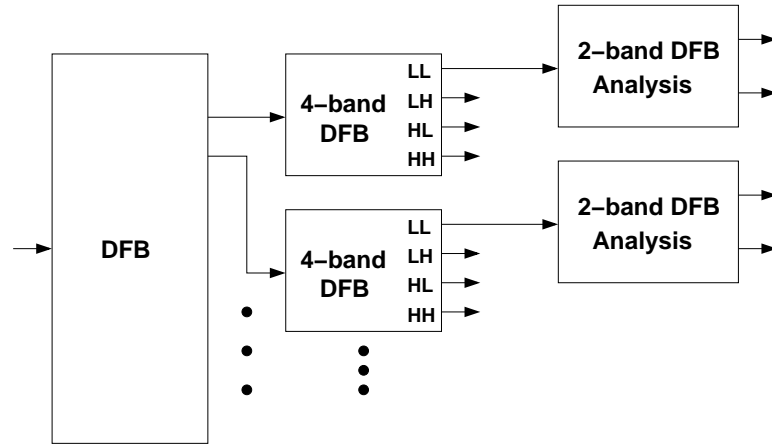 DFB
4−band
DFB
LL
LH
HL
HH
2−band DFB
Analysis
4−band
DFB
LL
LH
HL
HH
2−band DFB
Analysis